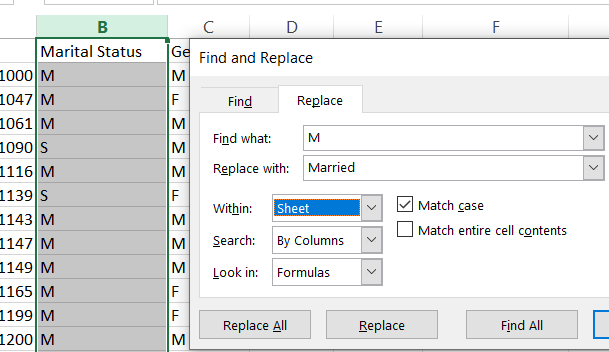 B C D E F
Marital Status Ge
1000 M M
1047 M F
1061 M M
1090 S M
1116 M M
1139 S F
1143 M M
1147 M M
1149 M M
1165 M F
1199 M F
1200 M M
Find and Replace
Find Replace
Find what: M
Replace with: Married
Within: Sheet Match case
Search: By Columns Match entire cell contents
Look in: Formulas
Replace All Replace Find All